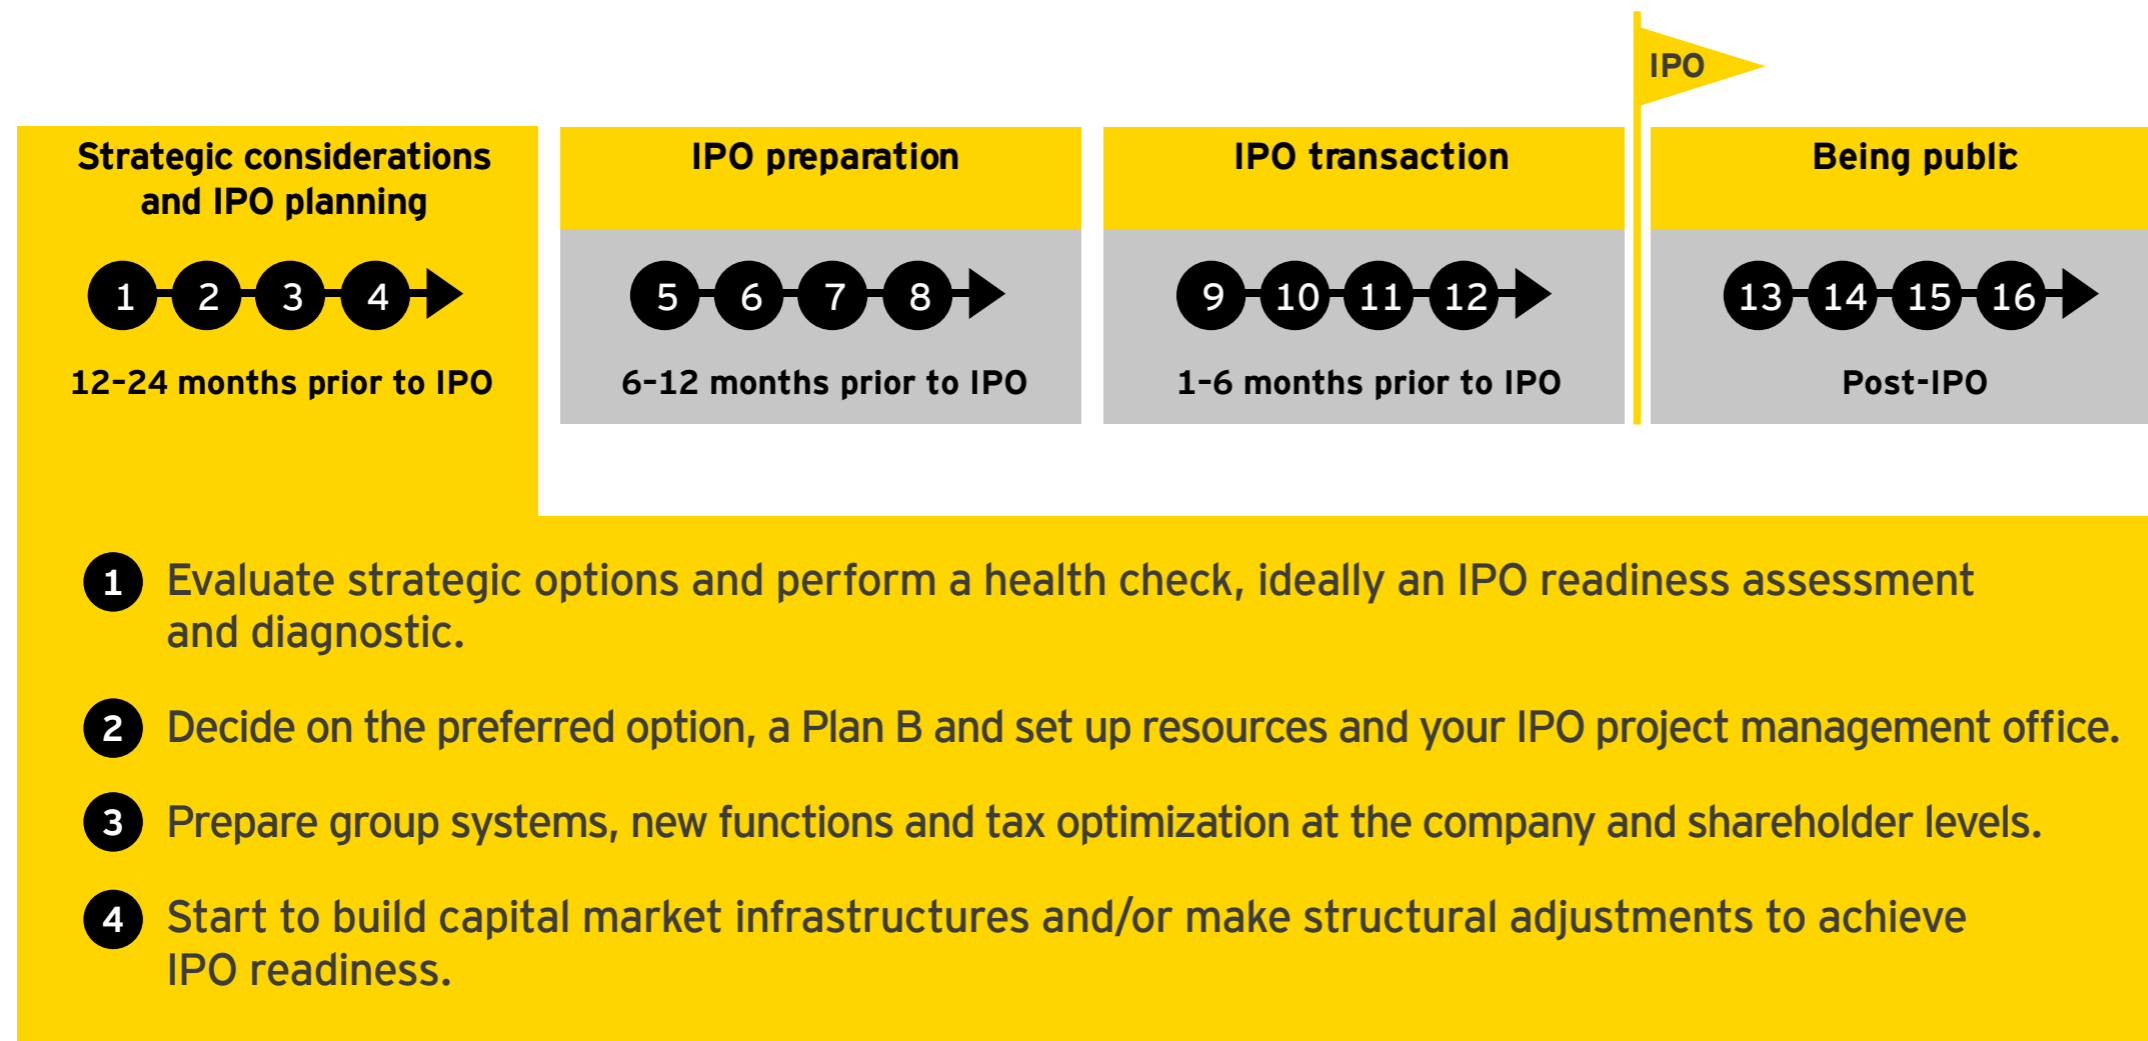 IPO
Strategic considerations
and IPO planning
IPO preparation
IPO transaction
Being public
1 2 3 4
5 6 7 8
9 10 11 12
13 14 15 16
12–24 months prior to IPO
6–12 months prior to IPO
1–6 months prior to IPO
Post-IPO
1 Evaluate strategic options and perform a health check, ideally an IPO readiness assessment
and diagnostic.
2 Decide on the preferred option, a Plan B and set up resources and your IPO project management office.
3 Prepare group systems, new functions and tax optimization at the company and shareholder levels.
4 Start to build capital market infrastructures and/or make structural adjustments to achieve
IPO readiness.